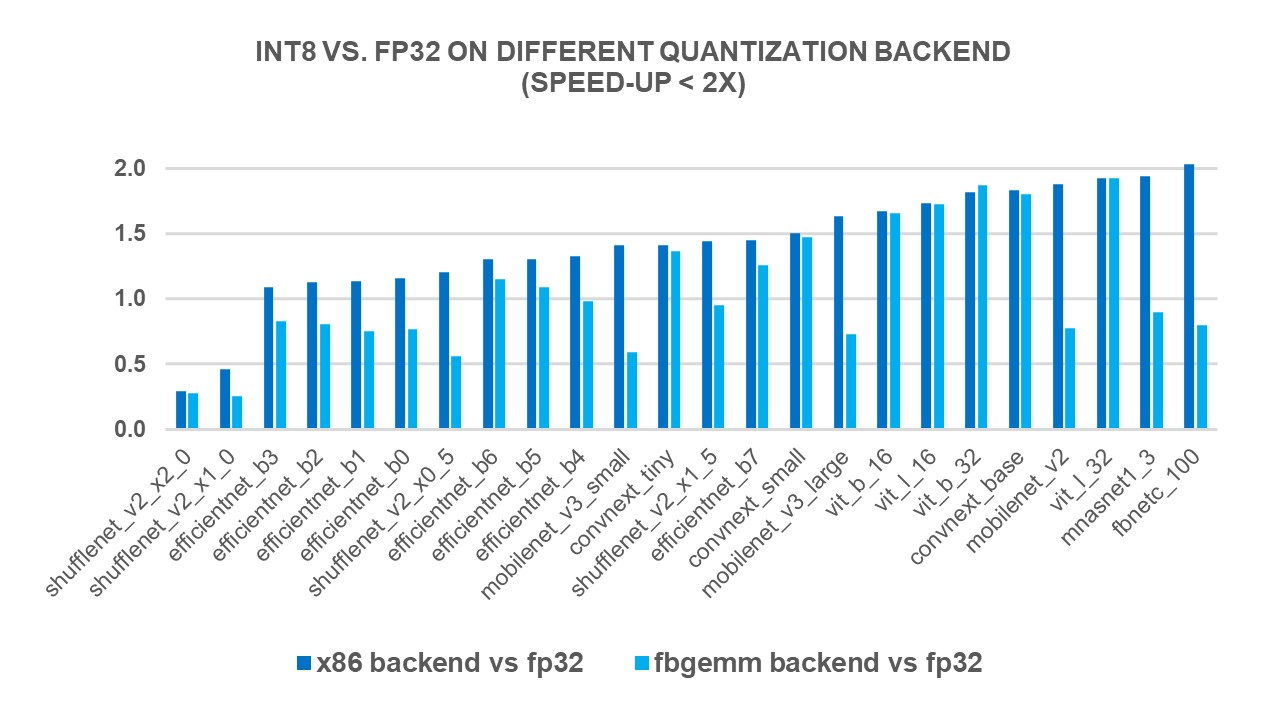 INT8 VS. FP32 ON DIFFERENT QUANTIZATION BACKEND
(SPEED-UP < 2X)
2.0
1.5
1.0
0.5
0.0
shufflenet_v2_x2_0
shufflenet_v2_x1_0
efficientnet_b3
efficientnet_b2
efficientnet_b1
efficientnet_b0
shufflenet_v2_x0_5
efficientnet_b6
efficientnet_b5
efficientnet_b4
mobilenet_v3_small
convnext_tiny
shufflenet_v2_x1_5
efficientnet_b7
convnext_small
mobilenet_v3_large
vit_b_16
vit_l_16
vit_b_32
convnext_base
mobilenet_v2
vit_l_32
mnasnet1_3
fbnetc_100
x86 backend vs fp32
fbgemm backend vs fp32